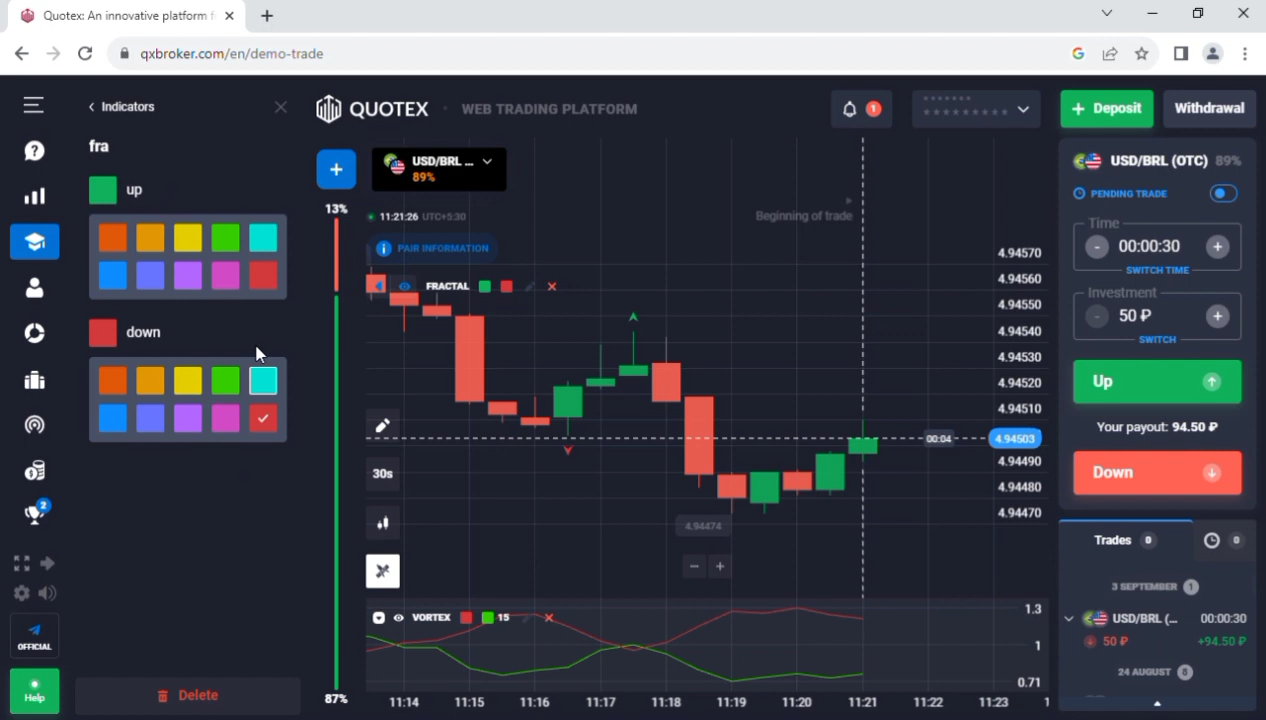 Quotex: An innovative platform f
qxbroker.com/en/demo-trade
Indicators
fra
up
down
Delete
OFFICIAL
Help
2
QUOTEX
WEB TRADING PLATFORM
1
*******
*********
+ Deposit
Withdrawal
+
USD/BRL ...
89%
13%
11:21:26 UTC+5:30
Beginning of trade
PAIR INFORMATION
FRACTAL
4.94570
4.94560
4.94550
4.94540
4.94530
4.94520
4.94510
00:04
4.94503
4.94490
4.94480
4.94470
30s
4.94474
− +
VORTEX 15
1.3
1
0.71
87%
11:14 11:15 11:16 11:17 11:18 11:19 11:20 11:21 11:22 11:23 1
USD/BRL (OTC) 89%
PENDING TRADE
Time
- 00:00:30 +
SWITCH TIME
Investment
- 50 ₽ +
SWITCH
Up
Your payout: 94.50 ₽
Down
Trades 0
0
3 SEPTEMBER 1
USD/BRL (... 00:00:30
50 ₽ +94.50 ₽
24 AUGUST 8